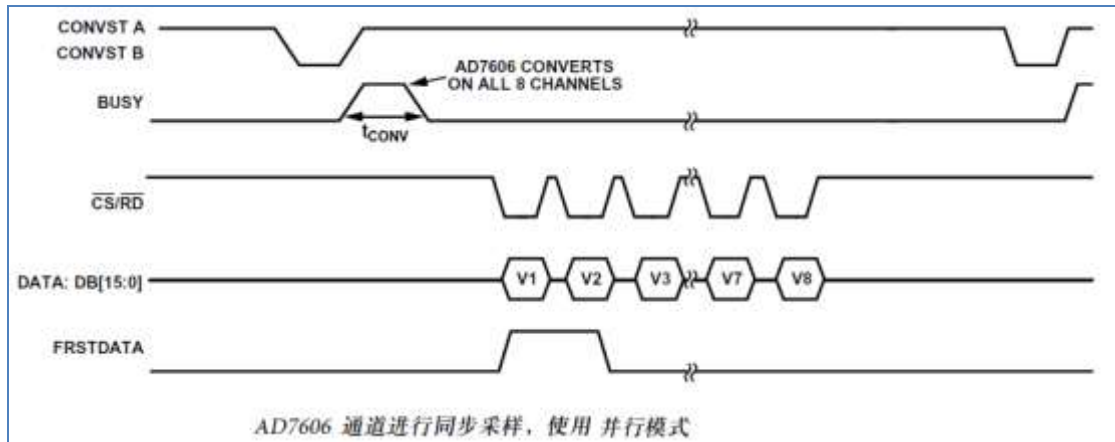 CONVST A
CONVST B
AD7606 CONVERTS
ON ALL 8 CHANNELS
BUSY
tCONV
CS/RD
DATA: DB[15:0]
V1 V2 V3 V7 V8
FRSTDATA
AD7606 通道进行同步采样，使用 并行模式